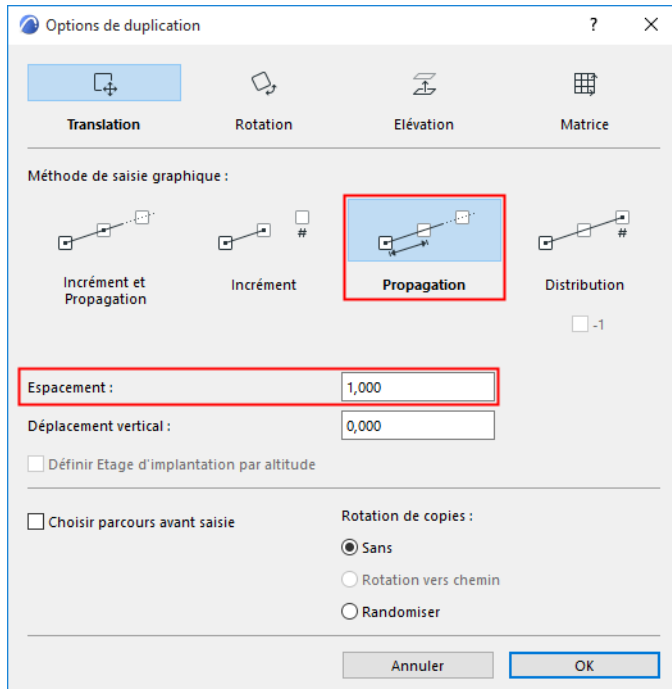 Options de duplication
?
Translation
Rotation
Elévation
Matrice
Méthode de saisie graphique :
#
#
Incrément et
Propagation
Incrément
Propagation
Distribution
-1
Espacement :
1,000
Déplacement vertical :
0,000
Définir Etage d'implantation par altitude
Choisir parcours avant saisie
Rotation de copies :
Sans
Rotation vers chemin
Randomiser
Annuler
OK